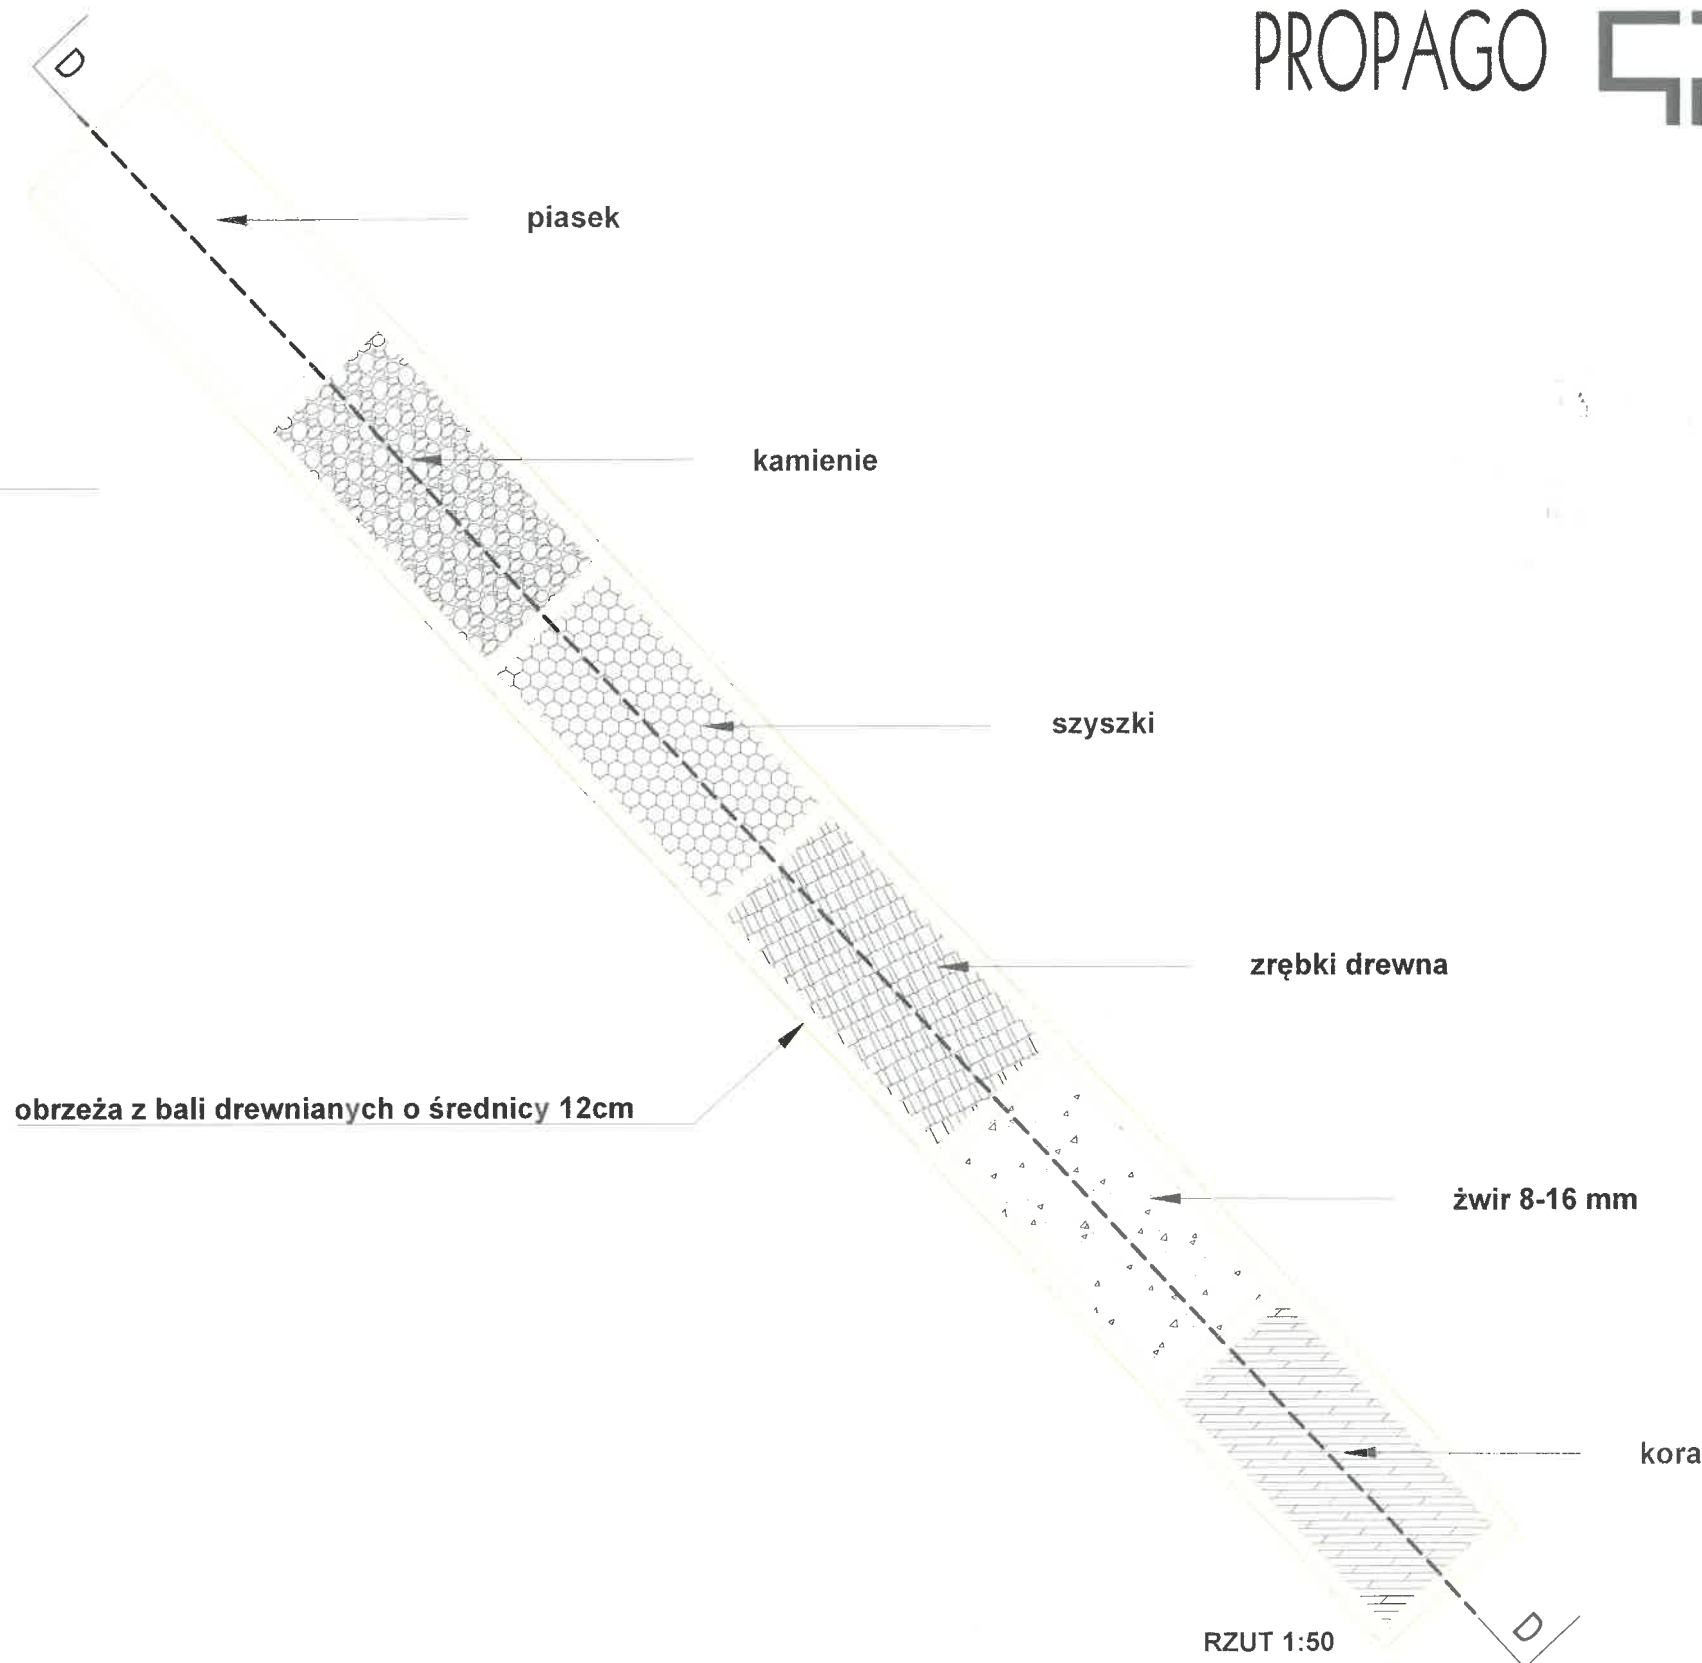 PROPAGO
D
piasek
kamienie
szyszki
zrębki drewna
obrzeża z bali drewnianych o średnicy 12cm
żwir 8-16 mm
kora
RZUT 1:50
D